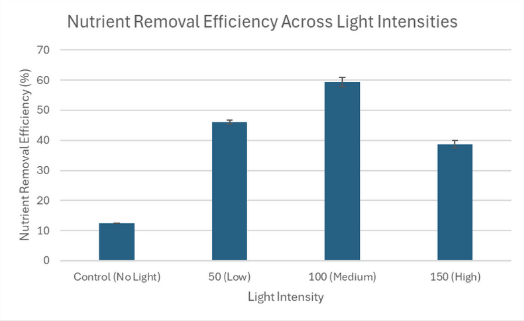 Nutrient Removal Efficiency Across Light Intensities
Nutrient Removal Efficiency (%)
70
60
50
40
30
20
10
0
Control (No Light) 50 (Low) 100 (Medium) 150 (High)
Light Intensity